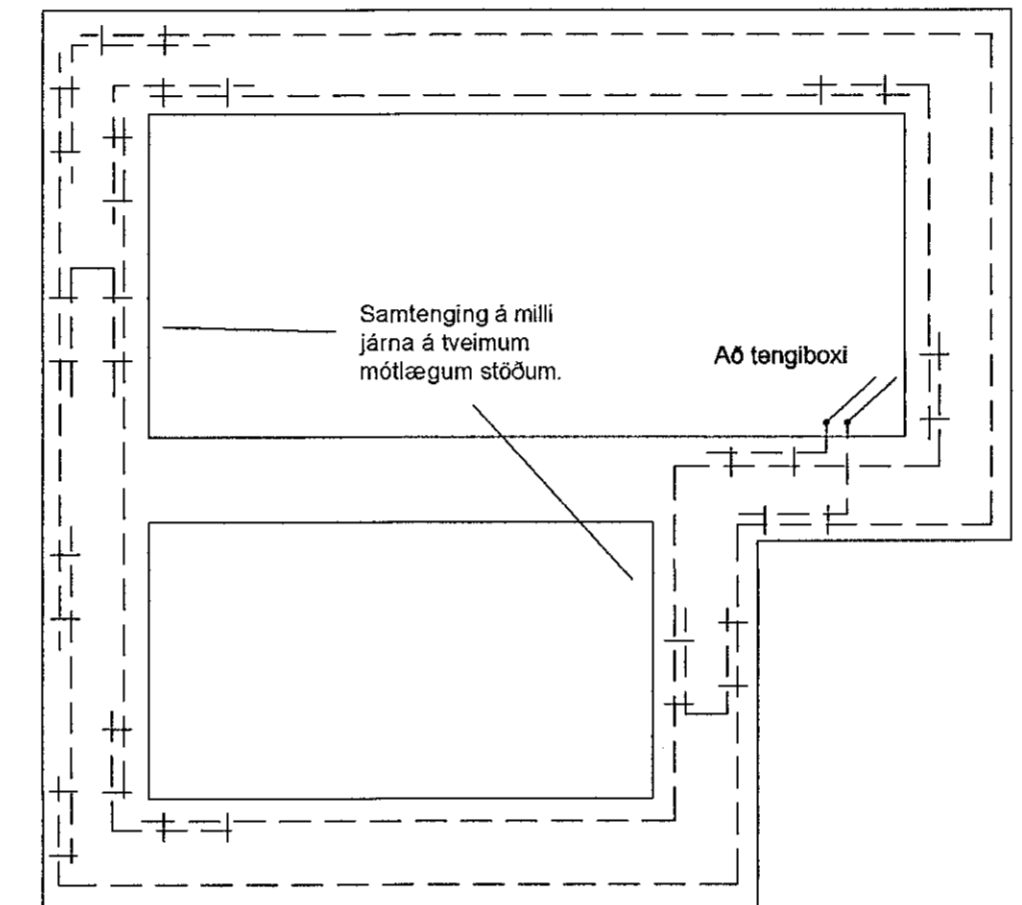 Samtenging á milli
járna á tveimum
mótlægum stöðum.
Að tengiboxi